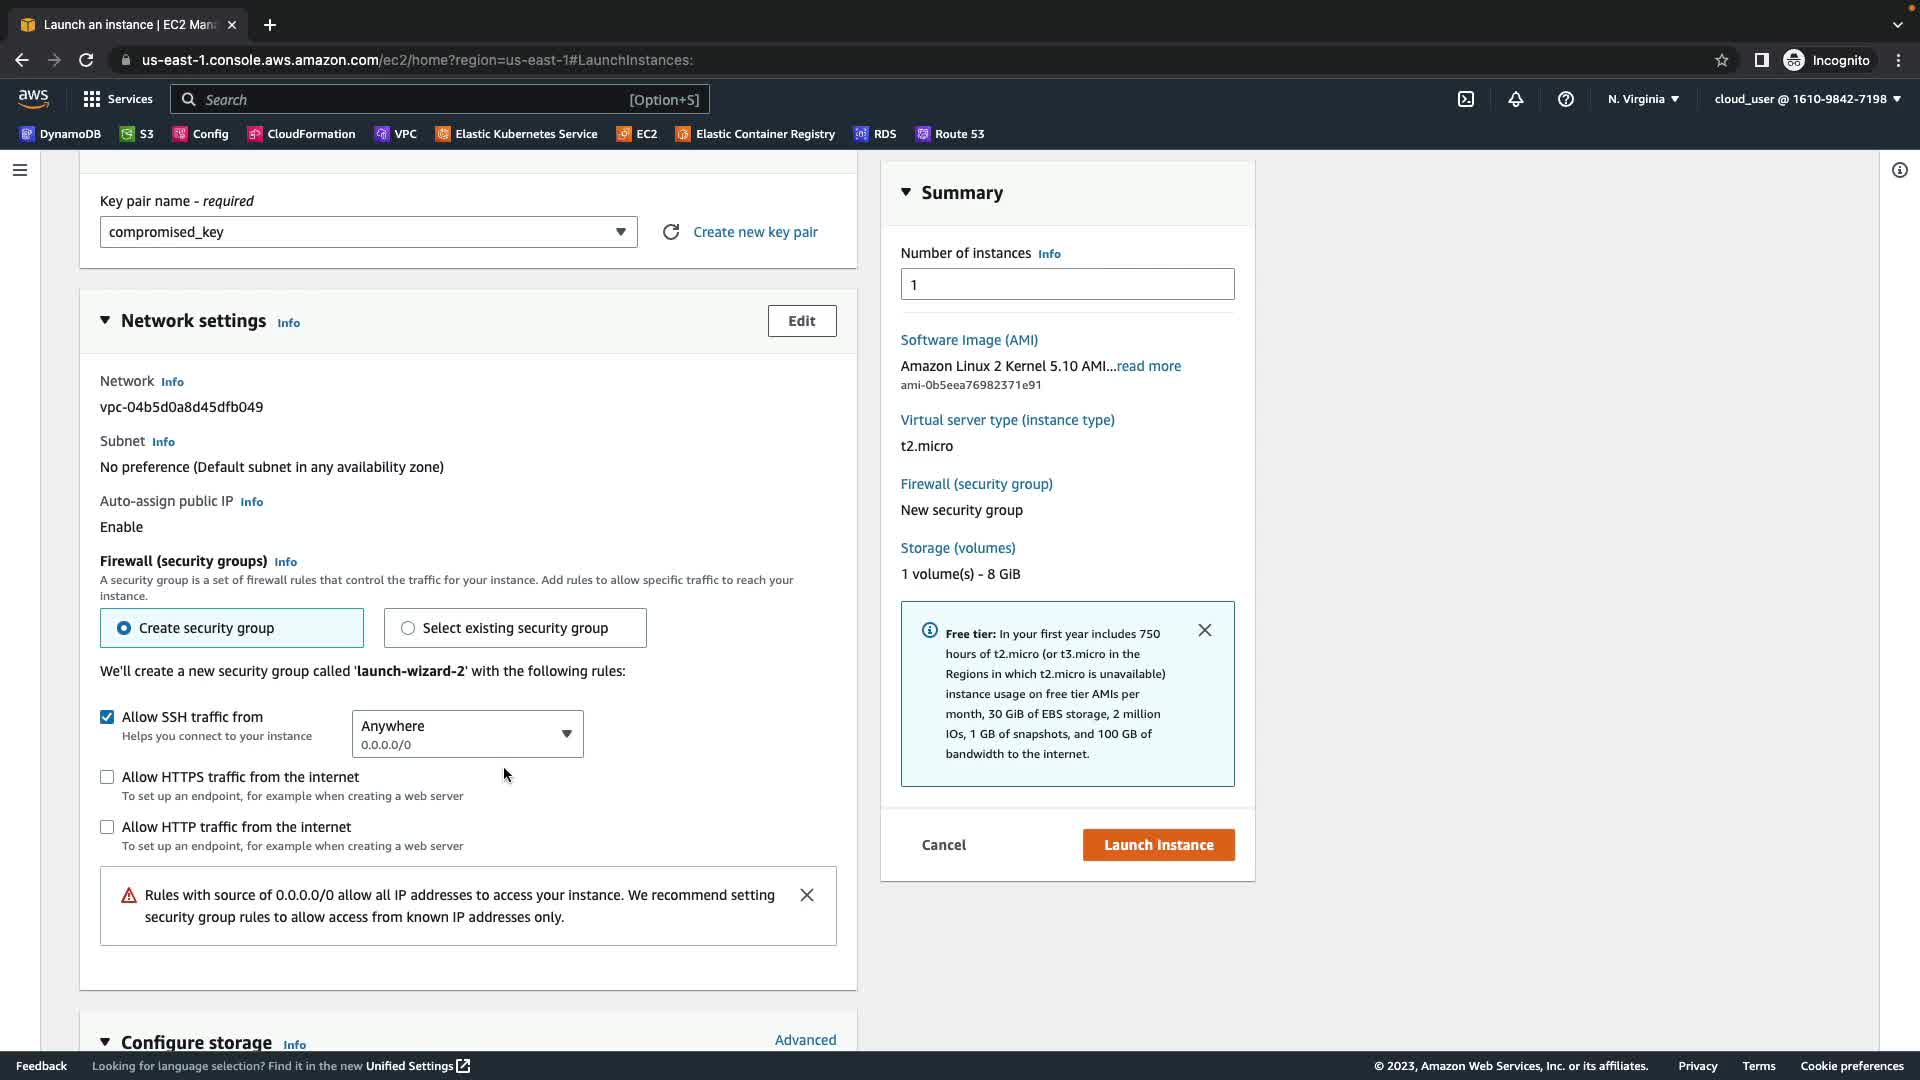 Launch an instance | EC2 Man
us-east-1.console.aws.amazon.com/ec2/home?region=us-east-1#LaunchInstances:
Incognito
aws
Services
Search
[Option+S]
N. Virginia
cloud_user @ 1610-9842-7198
DynamoDB
S3
Config
CloudFormation
VPC
Elastic Kubernetes Service
EC2
Elastic Container Registry
RDS
Route 53
Key pair name - required
compromised_key
Create new key pair
Network settings Info
Edit
Network Info
vpc-04b5d0a8d45dfb049
Subnet Info
No preference (Default subnet in any availability zone)
Auto-assign public IP Info
Enable
Firewall (security groups) Info
A security group is a set of firewall rules that control the traffic for your instance. Add rules to allow specific traffic to reach your
instance.
Create security group
Select existing security group
We'll create a new security group called 'launch-wizard-2' with the following rules:
Allow SSH traffic from
Helps you connect to your instance
Anywhere
0.0.0.0/0
Allow HTTPS traffic from the internet
To set up an endpoint, for example when creating a web server
Allow HTTP traffic from the internet
To set up an endpoint, for example when creating a web server
Rules with source of 0.0.0.0/0 allow all IP addresses to access your instance. We recommend setting
security group rules to allow access from known IP addresses only.
Configure storage Info
Advanced
Summary
Number of instances Info
1
Software Image (AMI)
Amazon Linux 2 Kernel 5.10 AMI...read more
ami-0b5eea76982371e91
Virtual server type (instance type)
t2.micro
Firewall (security group)
New security group
Storage (volumes)
1 volume(s) - 8 GiB
Free tier: In your first year includes 750
hours of t2.micro (or t3.micro in the
Regions in which t2.micro is unavailable)
instance usage on free tier AMIs per
month, 30 GiB of EBS storage, 2 million
IOs, 1 GB of snapshots, and 100 GB of
bandwidth to the internet.
Cancel
Launch instance
Feedback
Looking for language selection? Find it in the new Unified Settings
© 2023, Amazon Web Services, Inc. or its affiliates.
Privacy
Terms
Cookie preferences